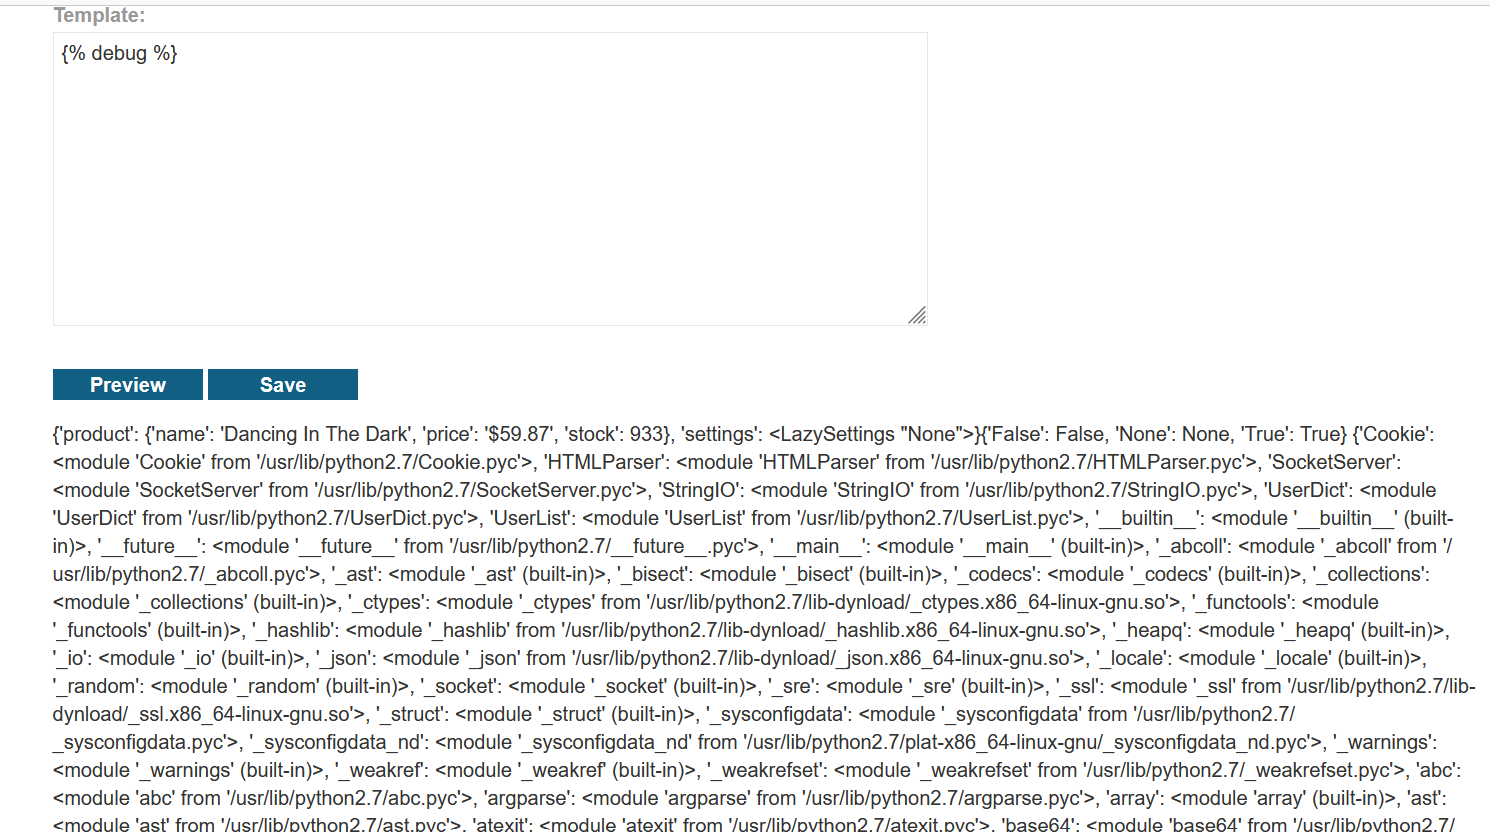 Template:
{% debug %}
Preview Save
{'product': {'name': 'Dancing In The Dark', 'price': '$59.87', 'stock': 933}, 'settings': <LazySettings "None">}{'False': False, 'None': None, 'True': True} {'Cookie':
<module 'Cookie' from '/usr/lib/python2.7/Cookie.pyc'>, 'HTMLParser': <module 'HTMLParser' from '/usr/lib/python2.7/HTMLParser.pyc'>, 'SocketServer':
<module 'SocketServer' from '/usr/lib/python2.7/SocketServer.pyc'>, 'StringIO': <module 'StringIO' from '/usr/lib/python2.7/StringIO.pyc'>, 'UserDict': <module
'UserDict' from '/usr/lib/python2.7/UserDict.pyc'>, 'UserList': <module 'UserList' from '/usr/lib/python2.7/UserList.pyc'>, '__builtin__': <module '__builtin__' (built-
in)>, '__future__': <module '__future__' from '/usr/lib/python2.7/__future__.pyc'>, '__main__': <module '__main__' (built-in)>, '_abcoll': <module '_abcoll' from '/
usr/lib/python2.7/_abcoll.pyc'>, '_ast': <module '_ast' (built-in)>, '_bisect': <module '_bisect' (built-in)>, '_codecs': <module '_codecs' (built-in)>, '_collections':
<module '_collections' (built-in)>, '_ctypes': <module '_ctypes' from '/usr/lib/python2.7/lib-dynload/_ctypes.x86_64-linux-gnu.so'>, '_functools': <module
'_functools' (built-in)>, '_hashlib': <module '_hashlib' from '/usr/lib/python2.7/lib-dynload/_hashlib.x86_64-linux-gnu.so'>, '_heapq': <module '_heapq' (built-in)>,
'_io': <module '_io' (built-in)>, '_json': <module '_json' from '/usr/lib/python2.7/lib-dynload/_json.x86_64-linux-gnu.so'>, '_locale': <module '_locale' (built-in)>,
'_random': <module '_random' (built-in)>, '_socket': <module '_socket' (built-in)>, '_sre': <module '_sre' (built-in)>, '_ssl': <module '_ssl' from '/usr/lib/python2.7/lib-
dynload/_ssl.x86_64-linux-gnu.so'>, '_struct': <module '_struct' (built-in)>, '_sysconfigdata': <module '_sysconfigdata' from '/usr/lib/python2.7/
_sysconfigdata.pyc'>, '_sysconfigdata_nd': <module '_sysconfigdata_nd' from '/usr/lib/python2.7/plat-x86_64-linux-gnu/_sysconfigdata_nd.pyc'>, '_warnings':
<module '_warnings' (built-in)>, '_weakref': <module '_weakref' (built-in)>, '_weakrefset': <module '_weakrefset' from '/usr/lib/python2.7/_weakrefset.pyc'>, 'abc':
<module 'abc' from '/usr/lib/python2.7/abc.pyc'>, 'argparse': <module 'argparse' from '/usr/lib/python2.7/argparse.pyc'>, 'array': <module 'array' (built-in)>, 'ast':
<module 'ast' from '/usr/lib/python2.7/ast.pyc'>, 'atexit': <module 'atexit' from '/usr/lib/python2.7/atexit.pyc'>, 'base64': <module 'base64' from '/usr/lib/python2.7/